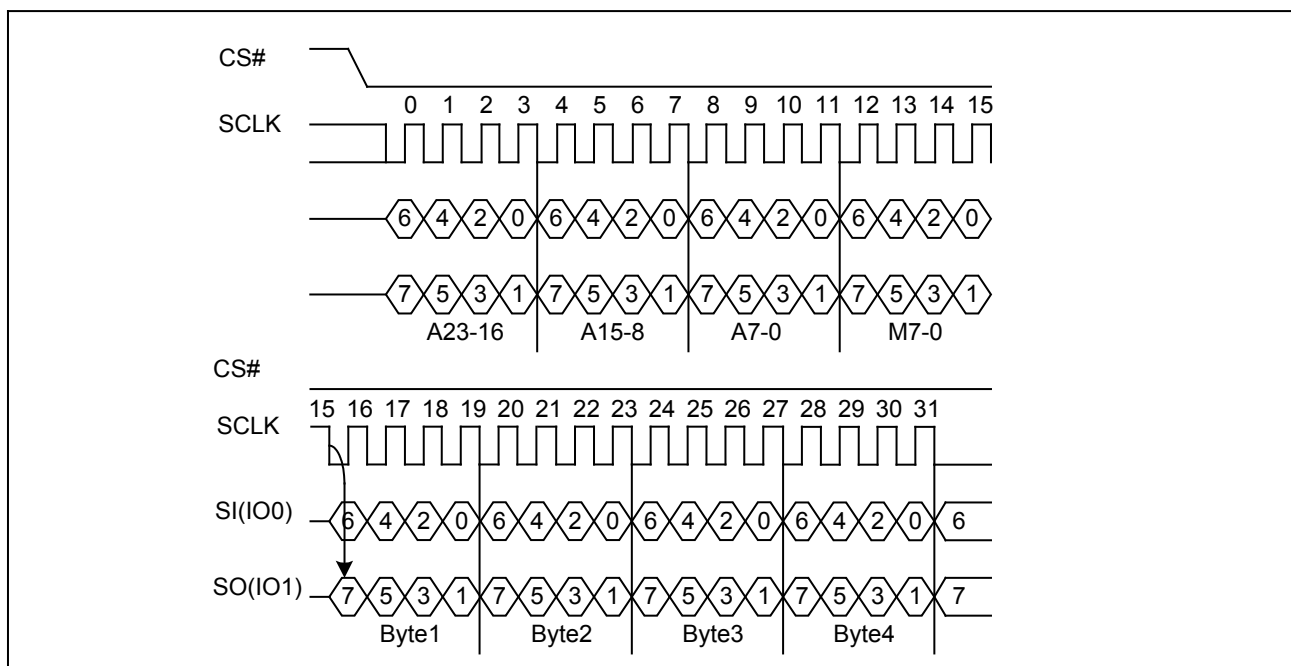 CS#
0 1 2 3 4 5 6 7 8 9 10 11 12 13 14 15
SCLK
6 4 2 0 6 4 2 0 6 4 2 0 6 4 2 0
7 5 3 1 7 5 3 1 7 5 3 1 7 5 3 1
A23-16 A15-8 A7-0 M7-0
CS#
15 16 17 18 19 20 21 22 23 24 25 26 27 28 29 30 31
SCLK
SI(IO0) 6 4 2 0 6 4 2 0 6 4 2 0 6 4 2 0 6
SO(IO1) 7 5 3 1 7 5 3 1 7 5 3 1 7 5 3 1 7
Byte1 Byte2 Byte3 Byte4